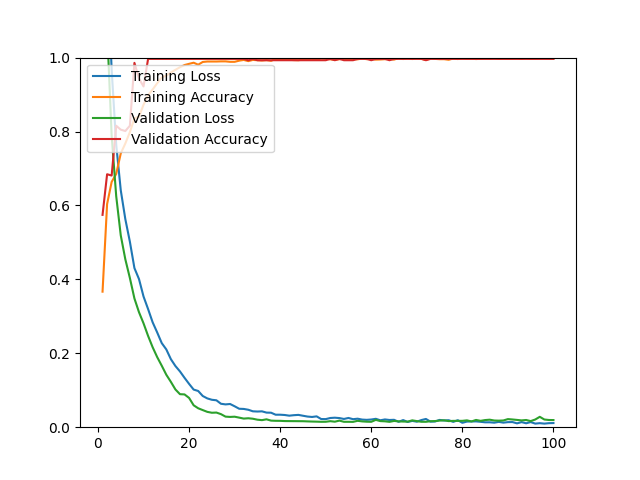 1.0
0.8
0.6
0.4
0.2
0.0
Training Loss
Training Accuracy
Validation Loss
Validation Accuracy
0 20 40 60 80 100